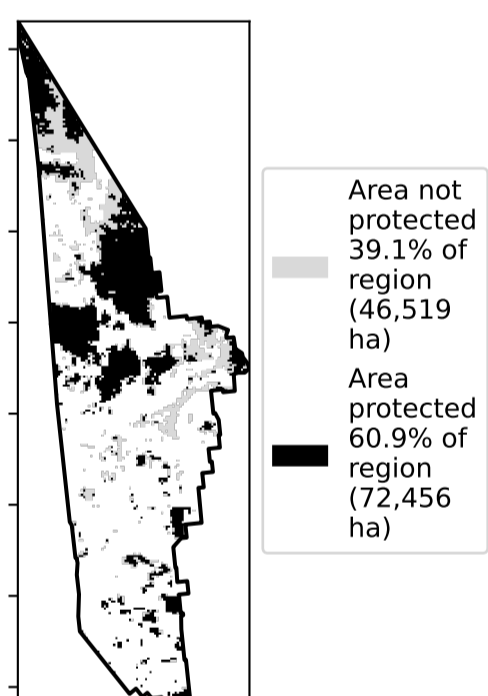 Area not
protected
39.1% of
region
(46,519
ha)
Area
protected
60.9% of
region
(72,456
ha)